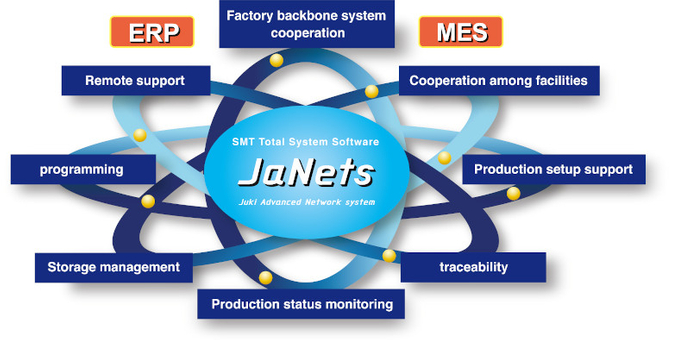 Factory backbone system
cooperation
ERP
MES
Remote support
Cooperation among facilities
SMT Total System Software
JaNets
Juki Advanced Network system
programming
Production setup support
Storage management
traceability
Production status monitoring